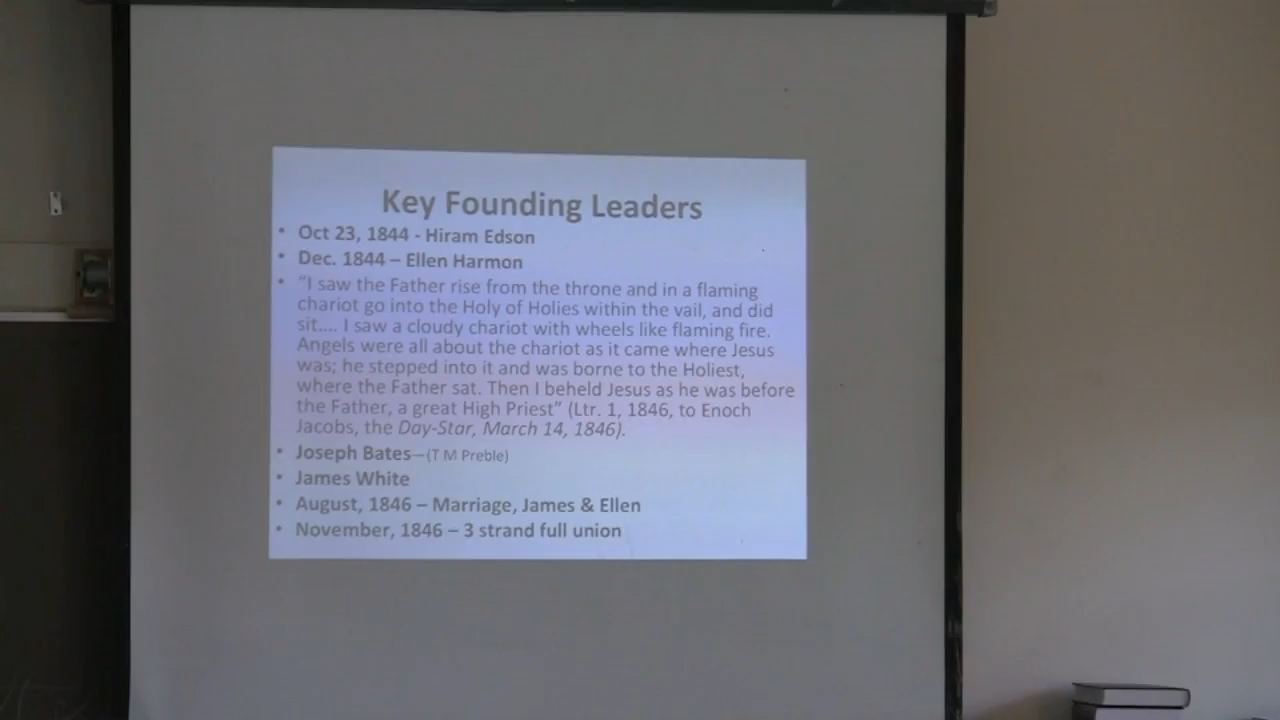 Key Founding Leaders
• Oct 23, 1844 - Hiram Edson
• Dec. 1844 – Ellen Harmon
• "I saw the Father rise from the throne and in a flaming
chariot go into the Holy of Holies within the vail, and did
sit.... I saw a cloudy chariot with wheels like flaming fire.
Angels were all about the chariot as it came where Jesus
was; he stepped into it and was borne to the Holiest,
where the Father sat. Then I beheld Jesus as he was before
the Father, a great High Priest" (Ltr. 1, 1846, to Enoch
Jacobs, the Day-Star, March 14, 1846).
• Joseph Bates—(T M Preble)
• James White
• August, 1846 – Marriage, James & Ellen
• November, 1846 – 3 strand full union